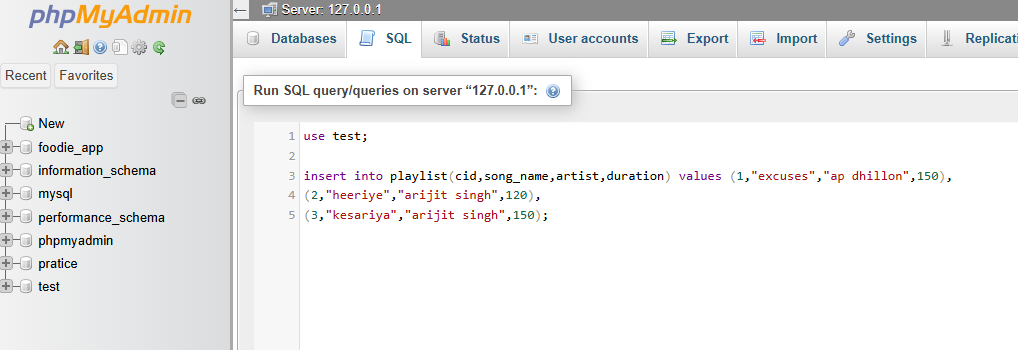 phpMyAdmin
Recent
Favorites
New
foodie_app
information_schema
mysql
performance_schema
phpmyadmin
pratice
test
Server: 127.0.0.1
Databases
SQL
Status
User accounts
Export
Import
Settings
Replicati
Run SQL query/queries on server “127.0.0.1”:
1 use test;
2
3 insert into playlist(cid,song_name,artist,duration) values (1,"excuses","ap dhillon",150),
4 (2,"heeriye","arijit singh",120),
5 (3,"kesariya","arijit singh",150);